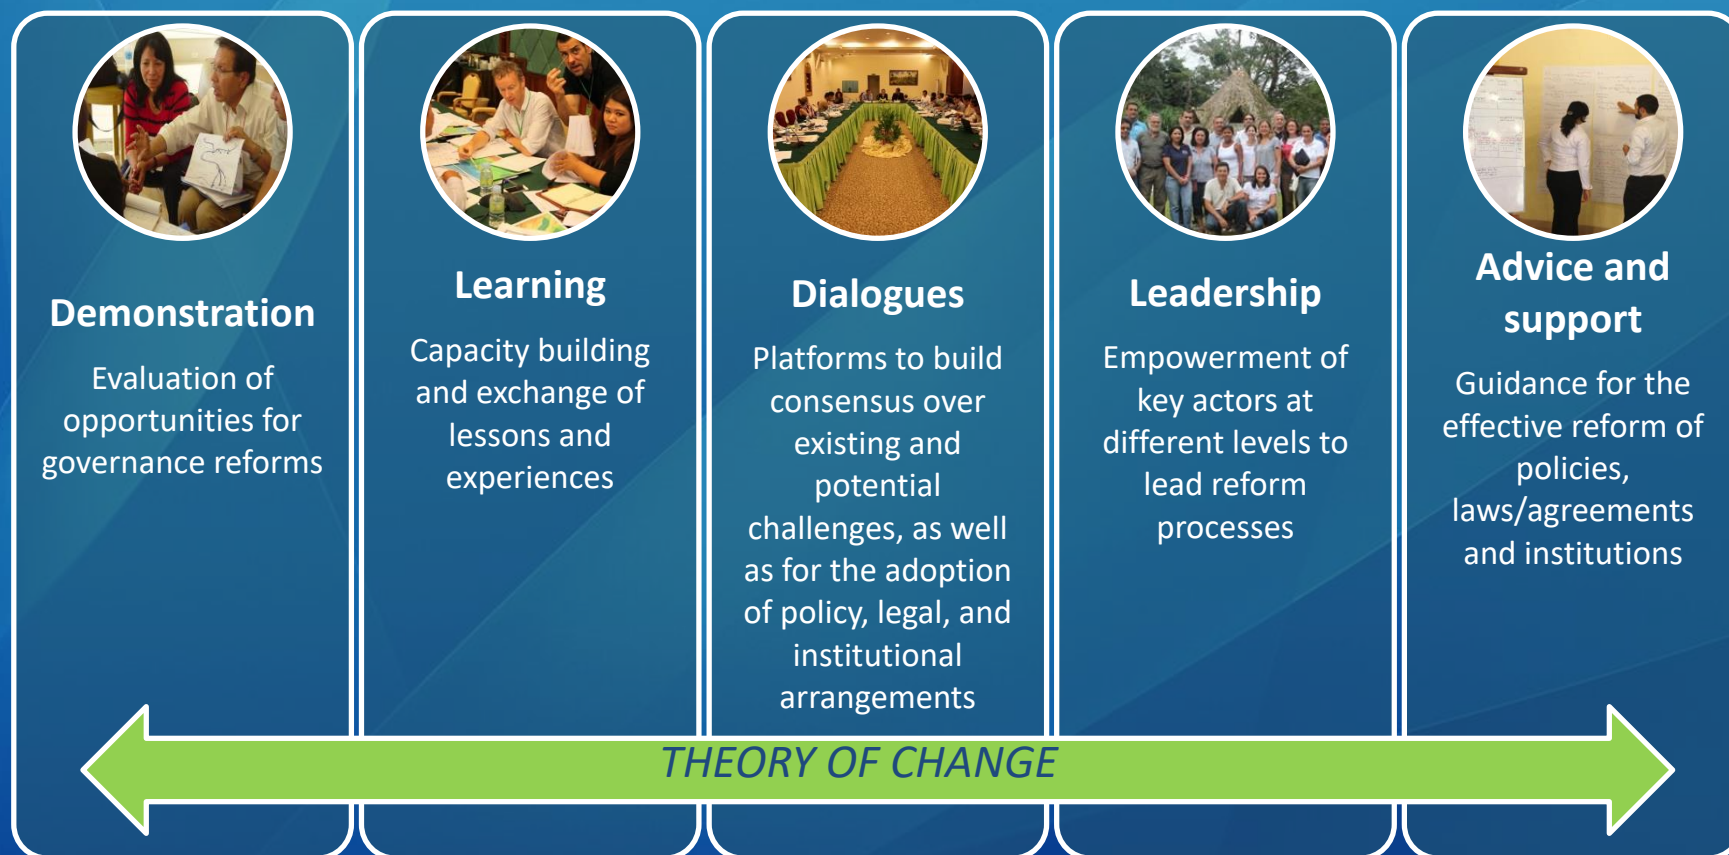 Demonstration
Evaluation of
opportunities for
governance reforms
Learning
Capacity building
and exchange of
lessons and
experiences
Dialogues
Platforms to build
consensus over
existing and
potential
challenges, as well
as for the adoption
of policy, legal, and
institutional
arrangements
Leadership
Empowerment of
key actors at
different levels to
lead reform
processes
Advice and
support
Guidance for the
effective reform of
policies,
laws/agreements
and institutions
THEORY OF CHANGE